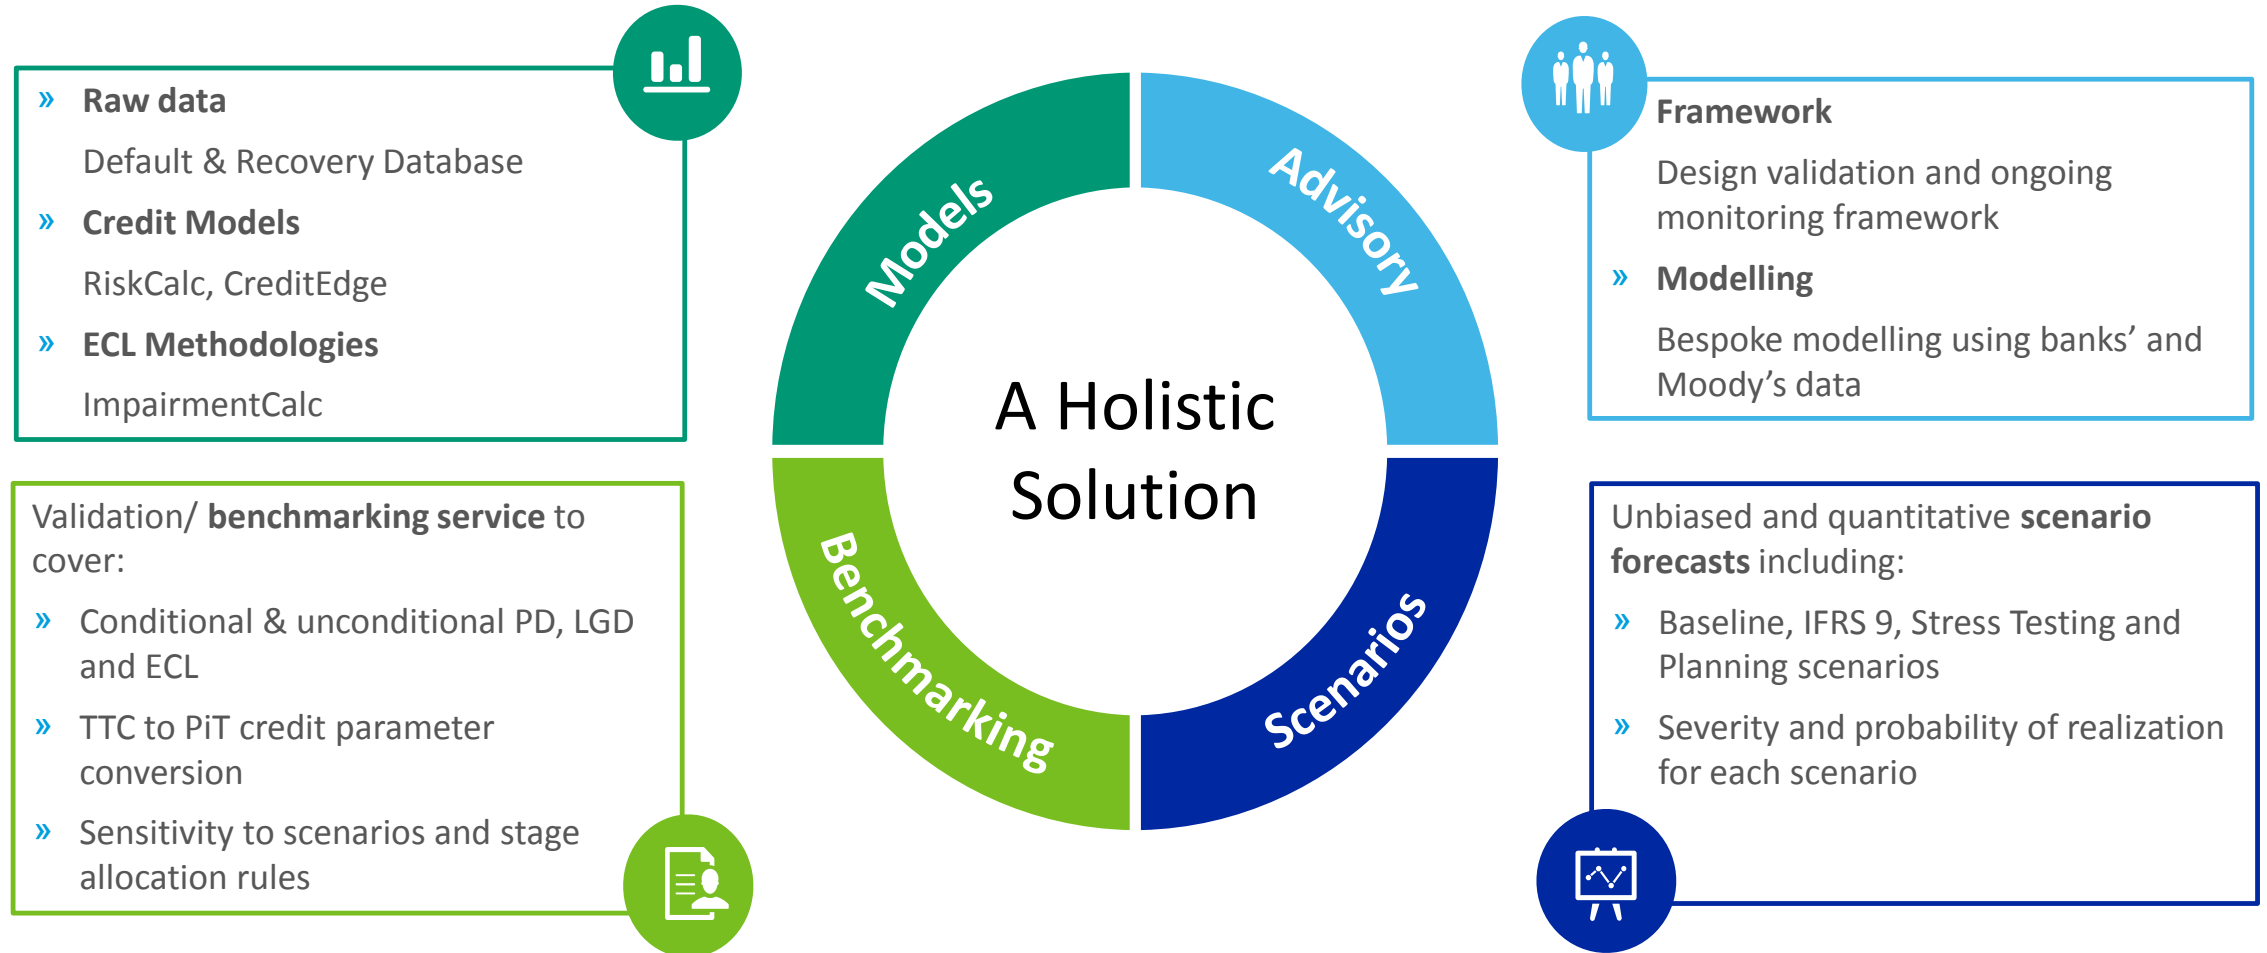 » Raw data
Default & Recovery Database
» Credit Models
RiskCalc, CreditEdge
» ECL Methodologies
ImpairmentCalc
Framework
Design validation and ongoing
monitoring framework
» Modelling
Bespoke modelling using banks’ and
Moody’s data
Models
Advisory
A Holistic
Solution
Benchmarking
Scenarios
Validation/ benchmarking service to
cover:
» Conditional & unconditional PD, LGD
and ECL
» TTC to PiT credit parameter
conversion
» Sensitivity to scenarios and stage
allocation rules
Unbiased and quantitative scenario
forecasts including:
» Baseline, IFRS 9, Stress Testing and
Planning scenarios
» Severity and probability of realization
for each scenario